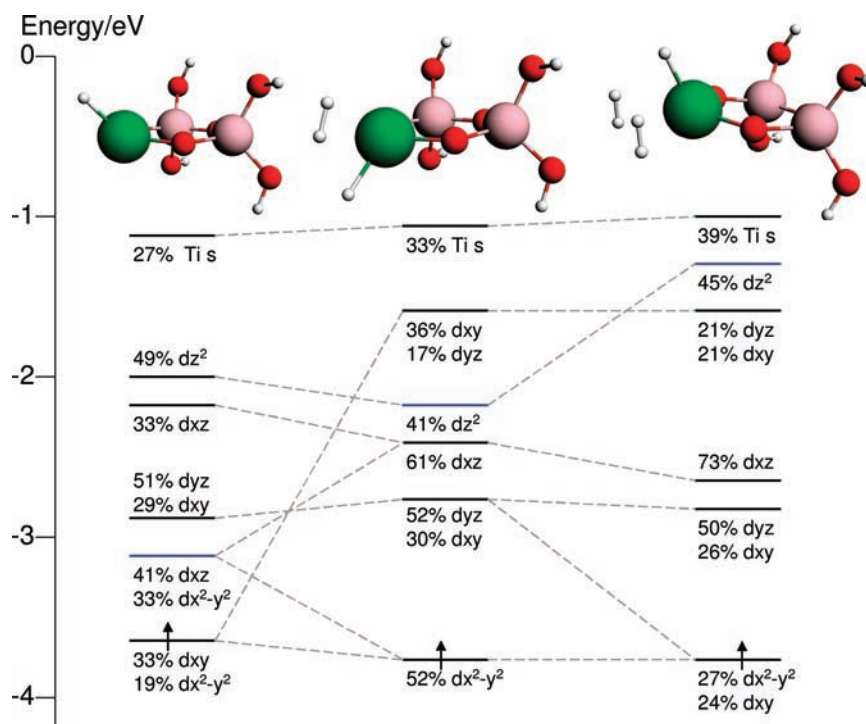 Energy/eV
0
-1
-2
-3
-4
27% Ti s
49% dz²
33% dxz
51% dyz
29% dxy
41% dxz
33% dx²-y²
33% dxy
19% dx²-y²
33% Ti s
36% dxy
17% dyz
41% dz²
61% dxz
52% dyz
30% dxy
52% dx²-y²
39% Ti s
45% dz²
21% dyz
21% dxy
73% dxz
50% dyz
26% dxy
27% dx²-y²
24% dxy